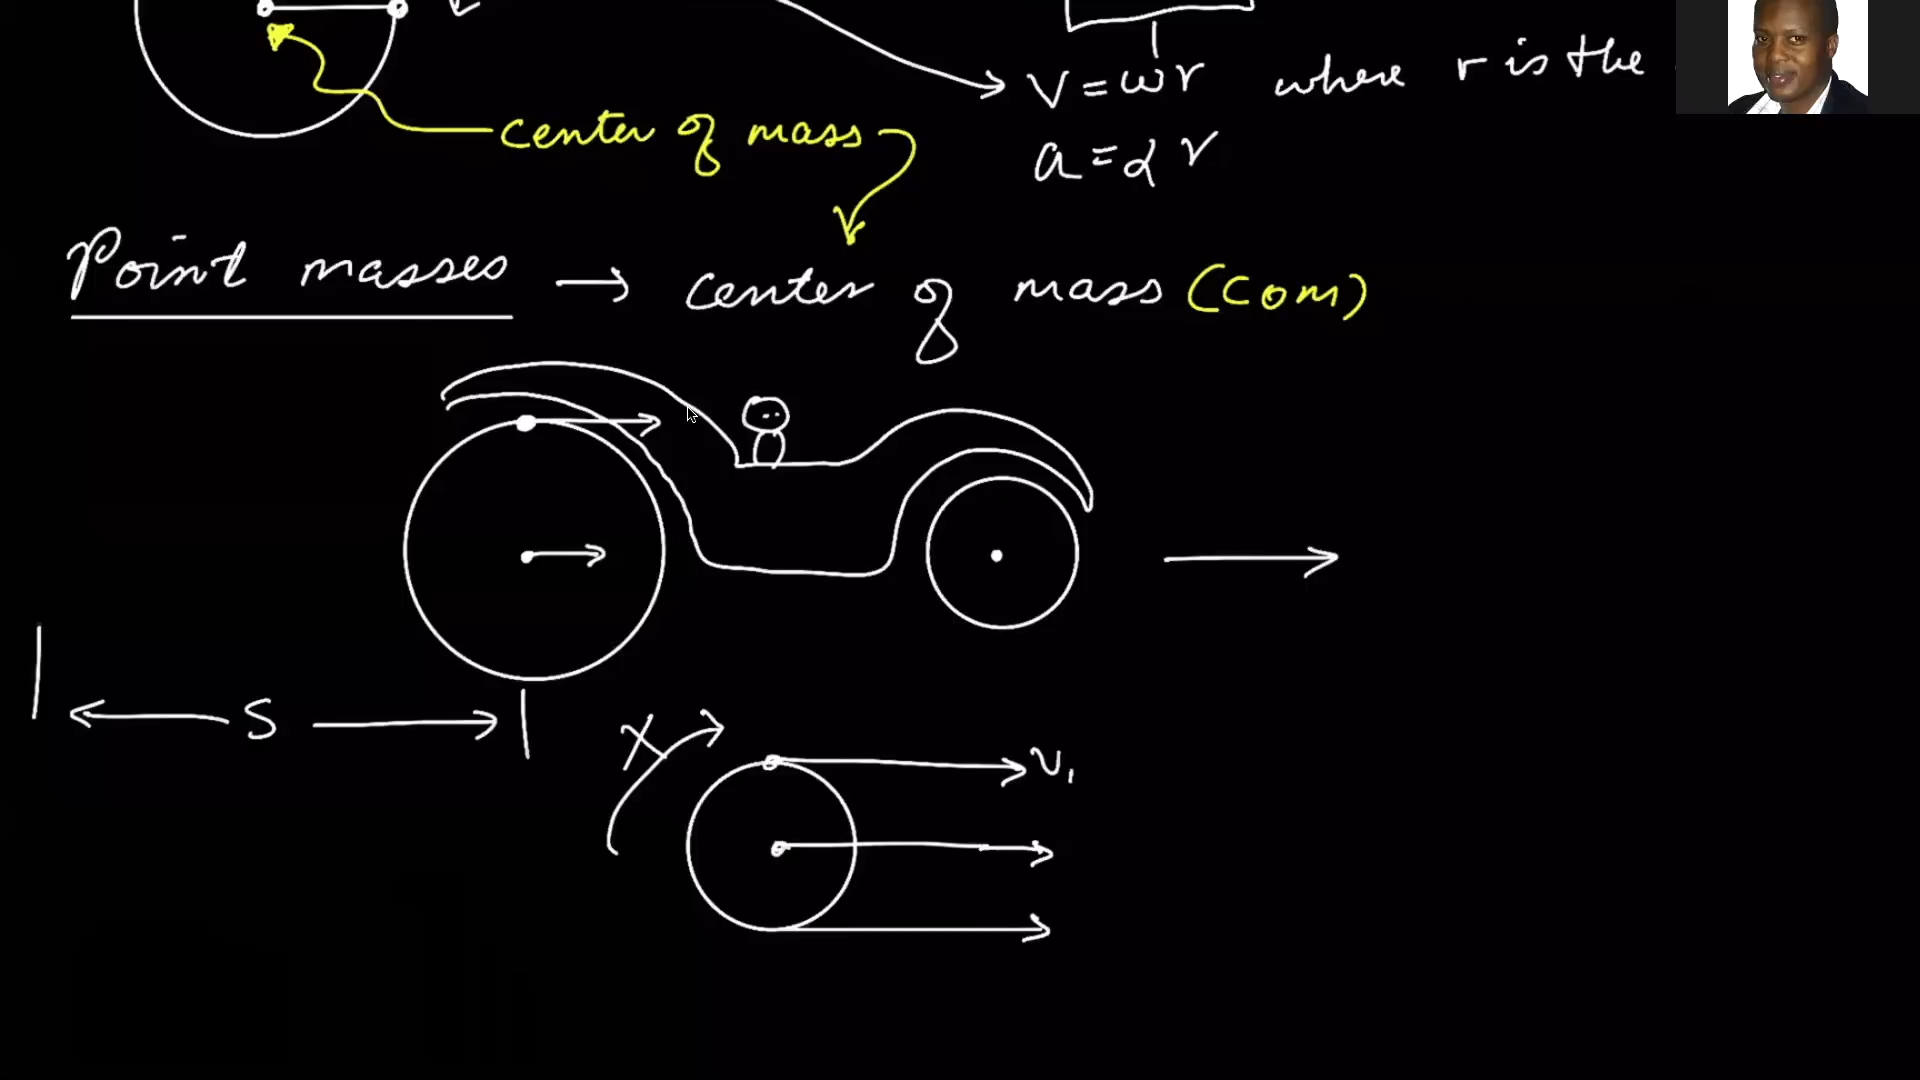 V = ωr where r is the
a = αr
center of mass
Point masses → center of mass (COM)
S
X
V₁